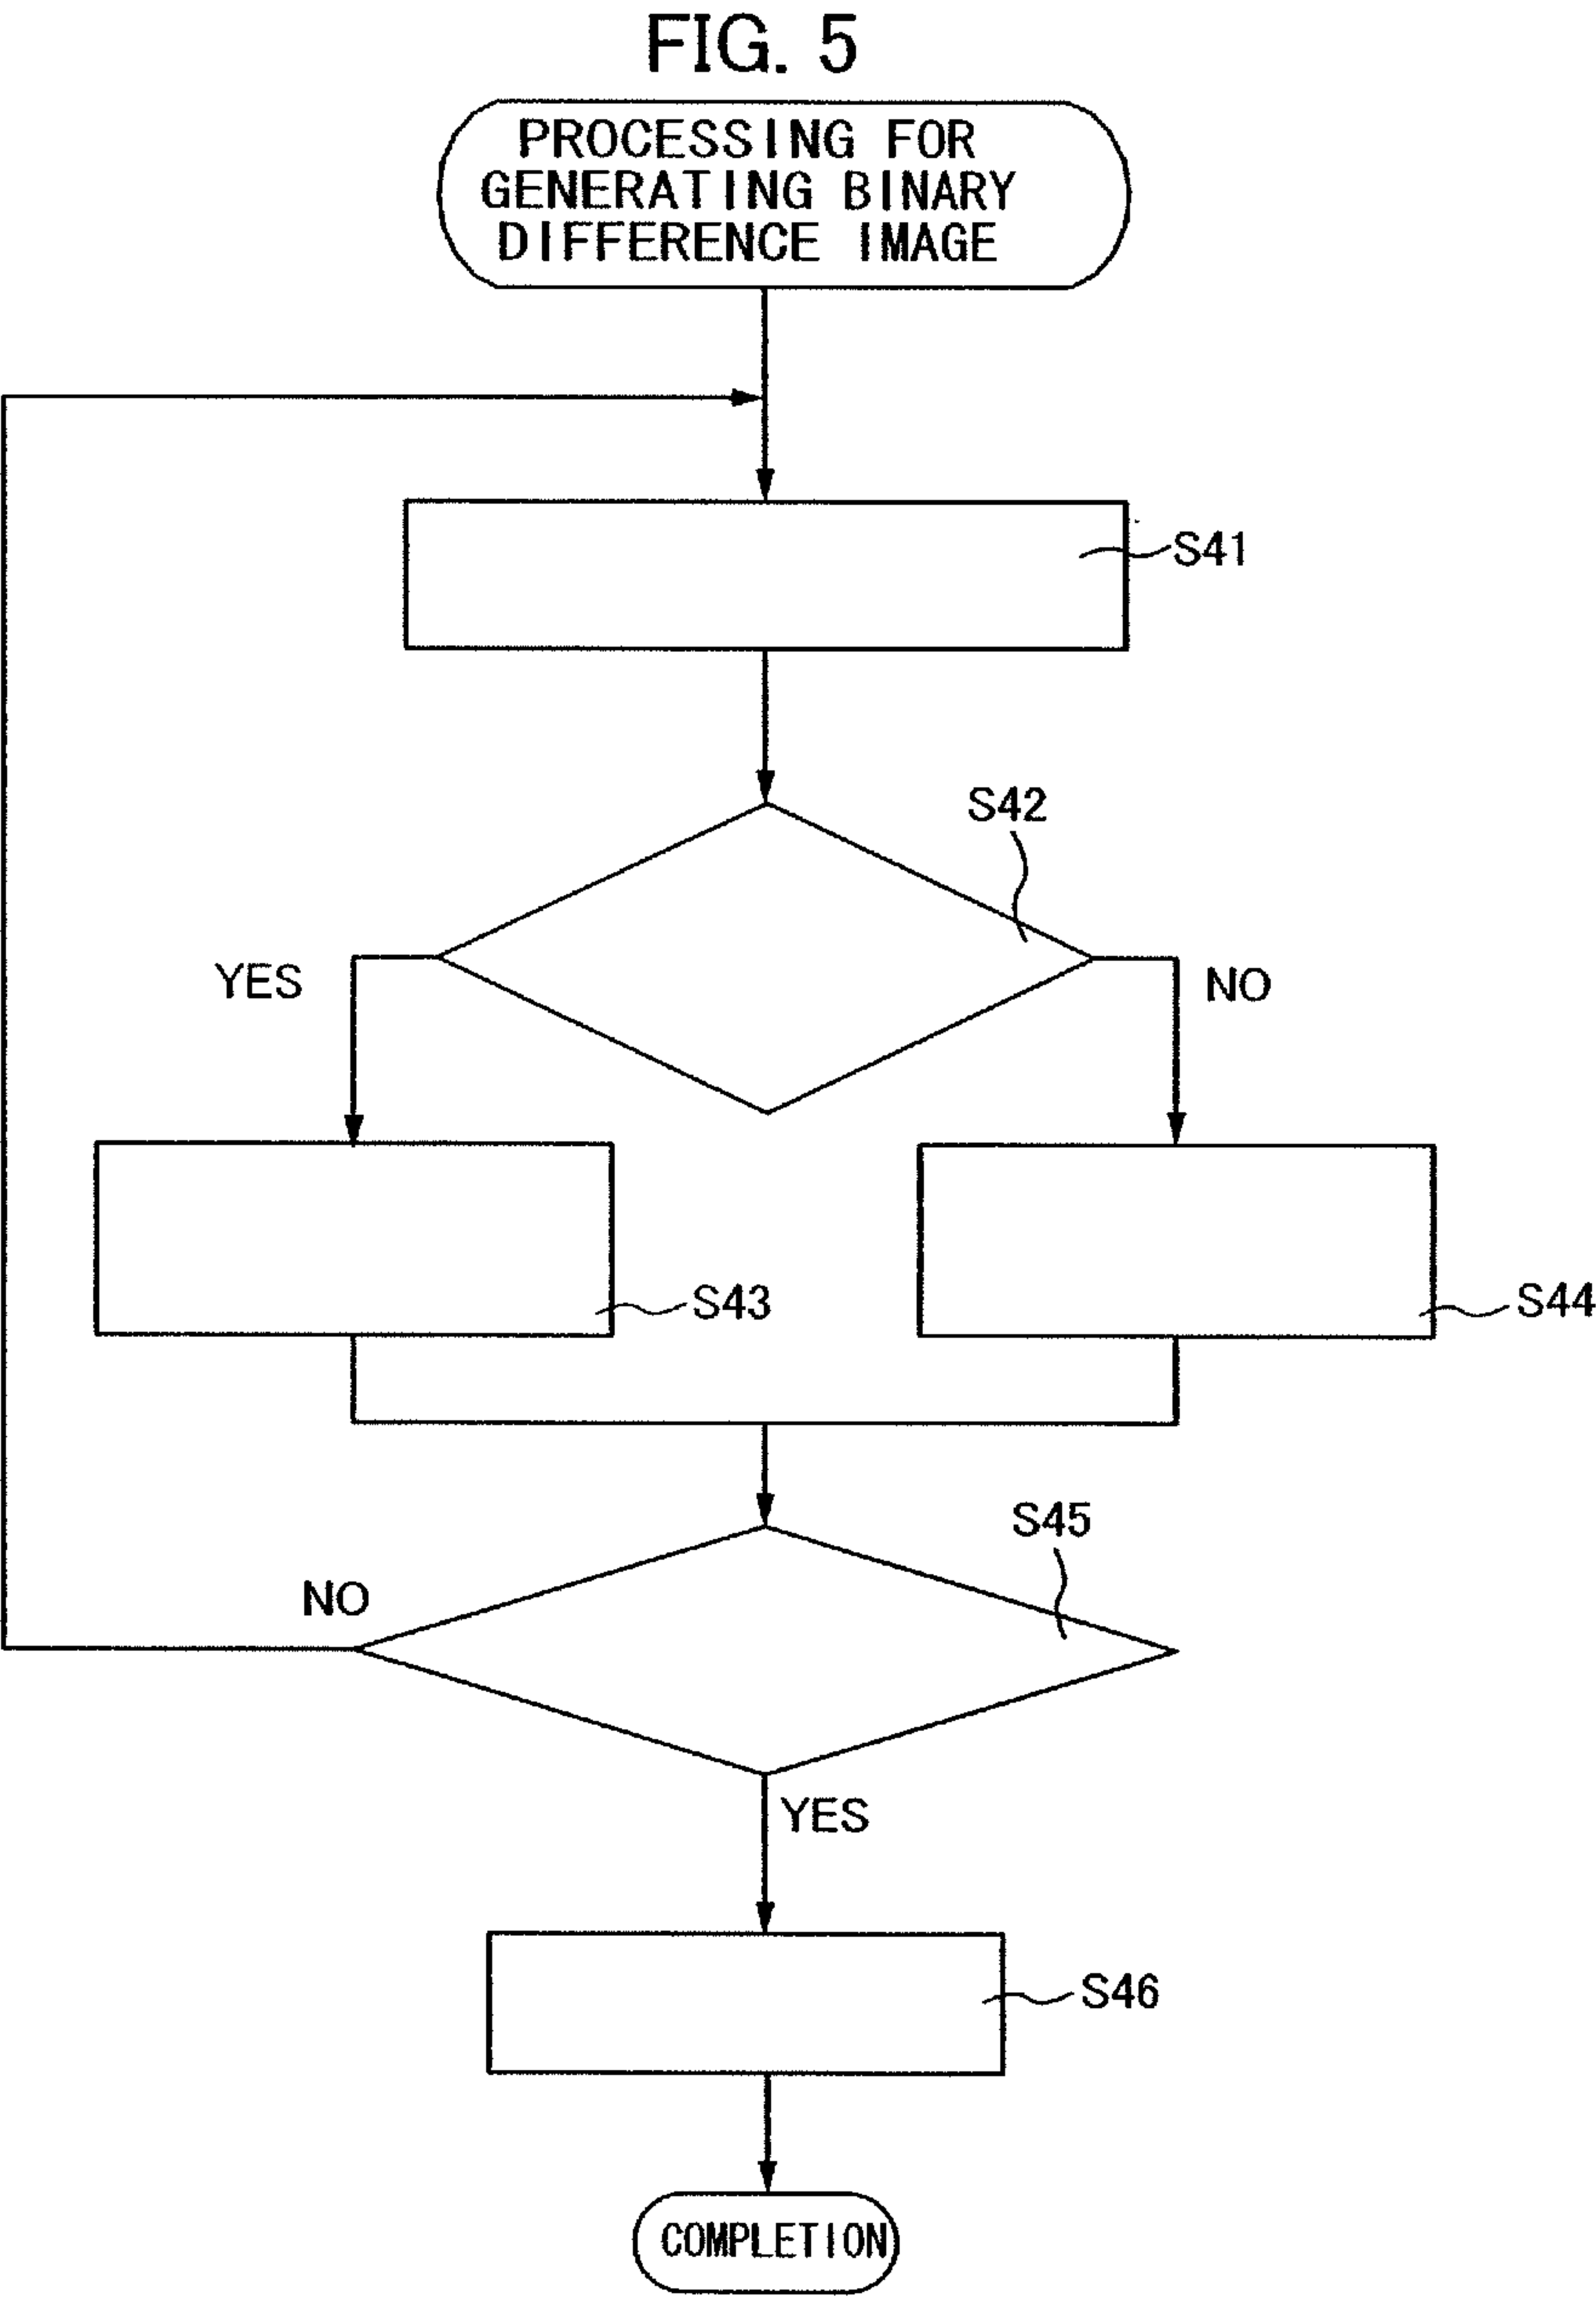 FIG. 5
PROCESSING FOR
GENERATING BINARY
DIFFERENCE IMAGE
S41
S42
YES
NO
S43
S44
S45
NO
YES
S46
COMPLETION